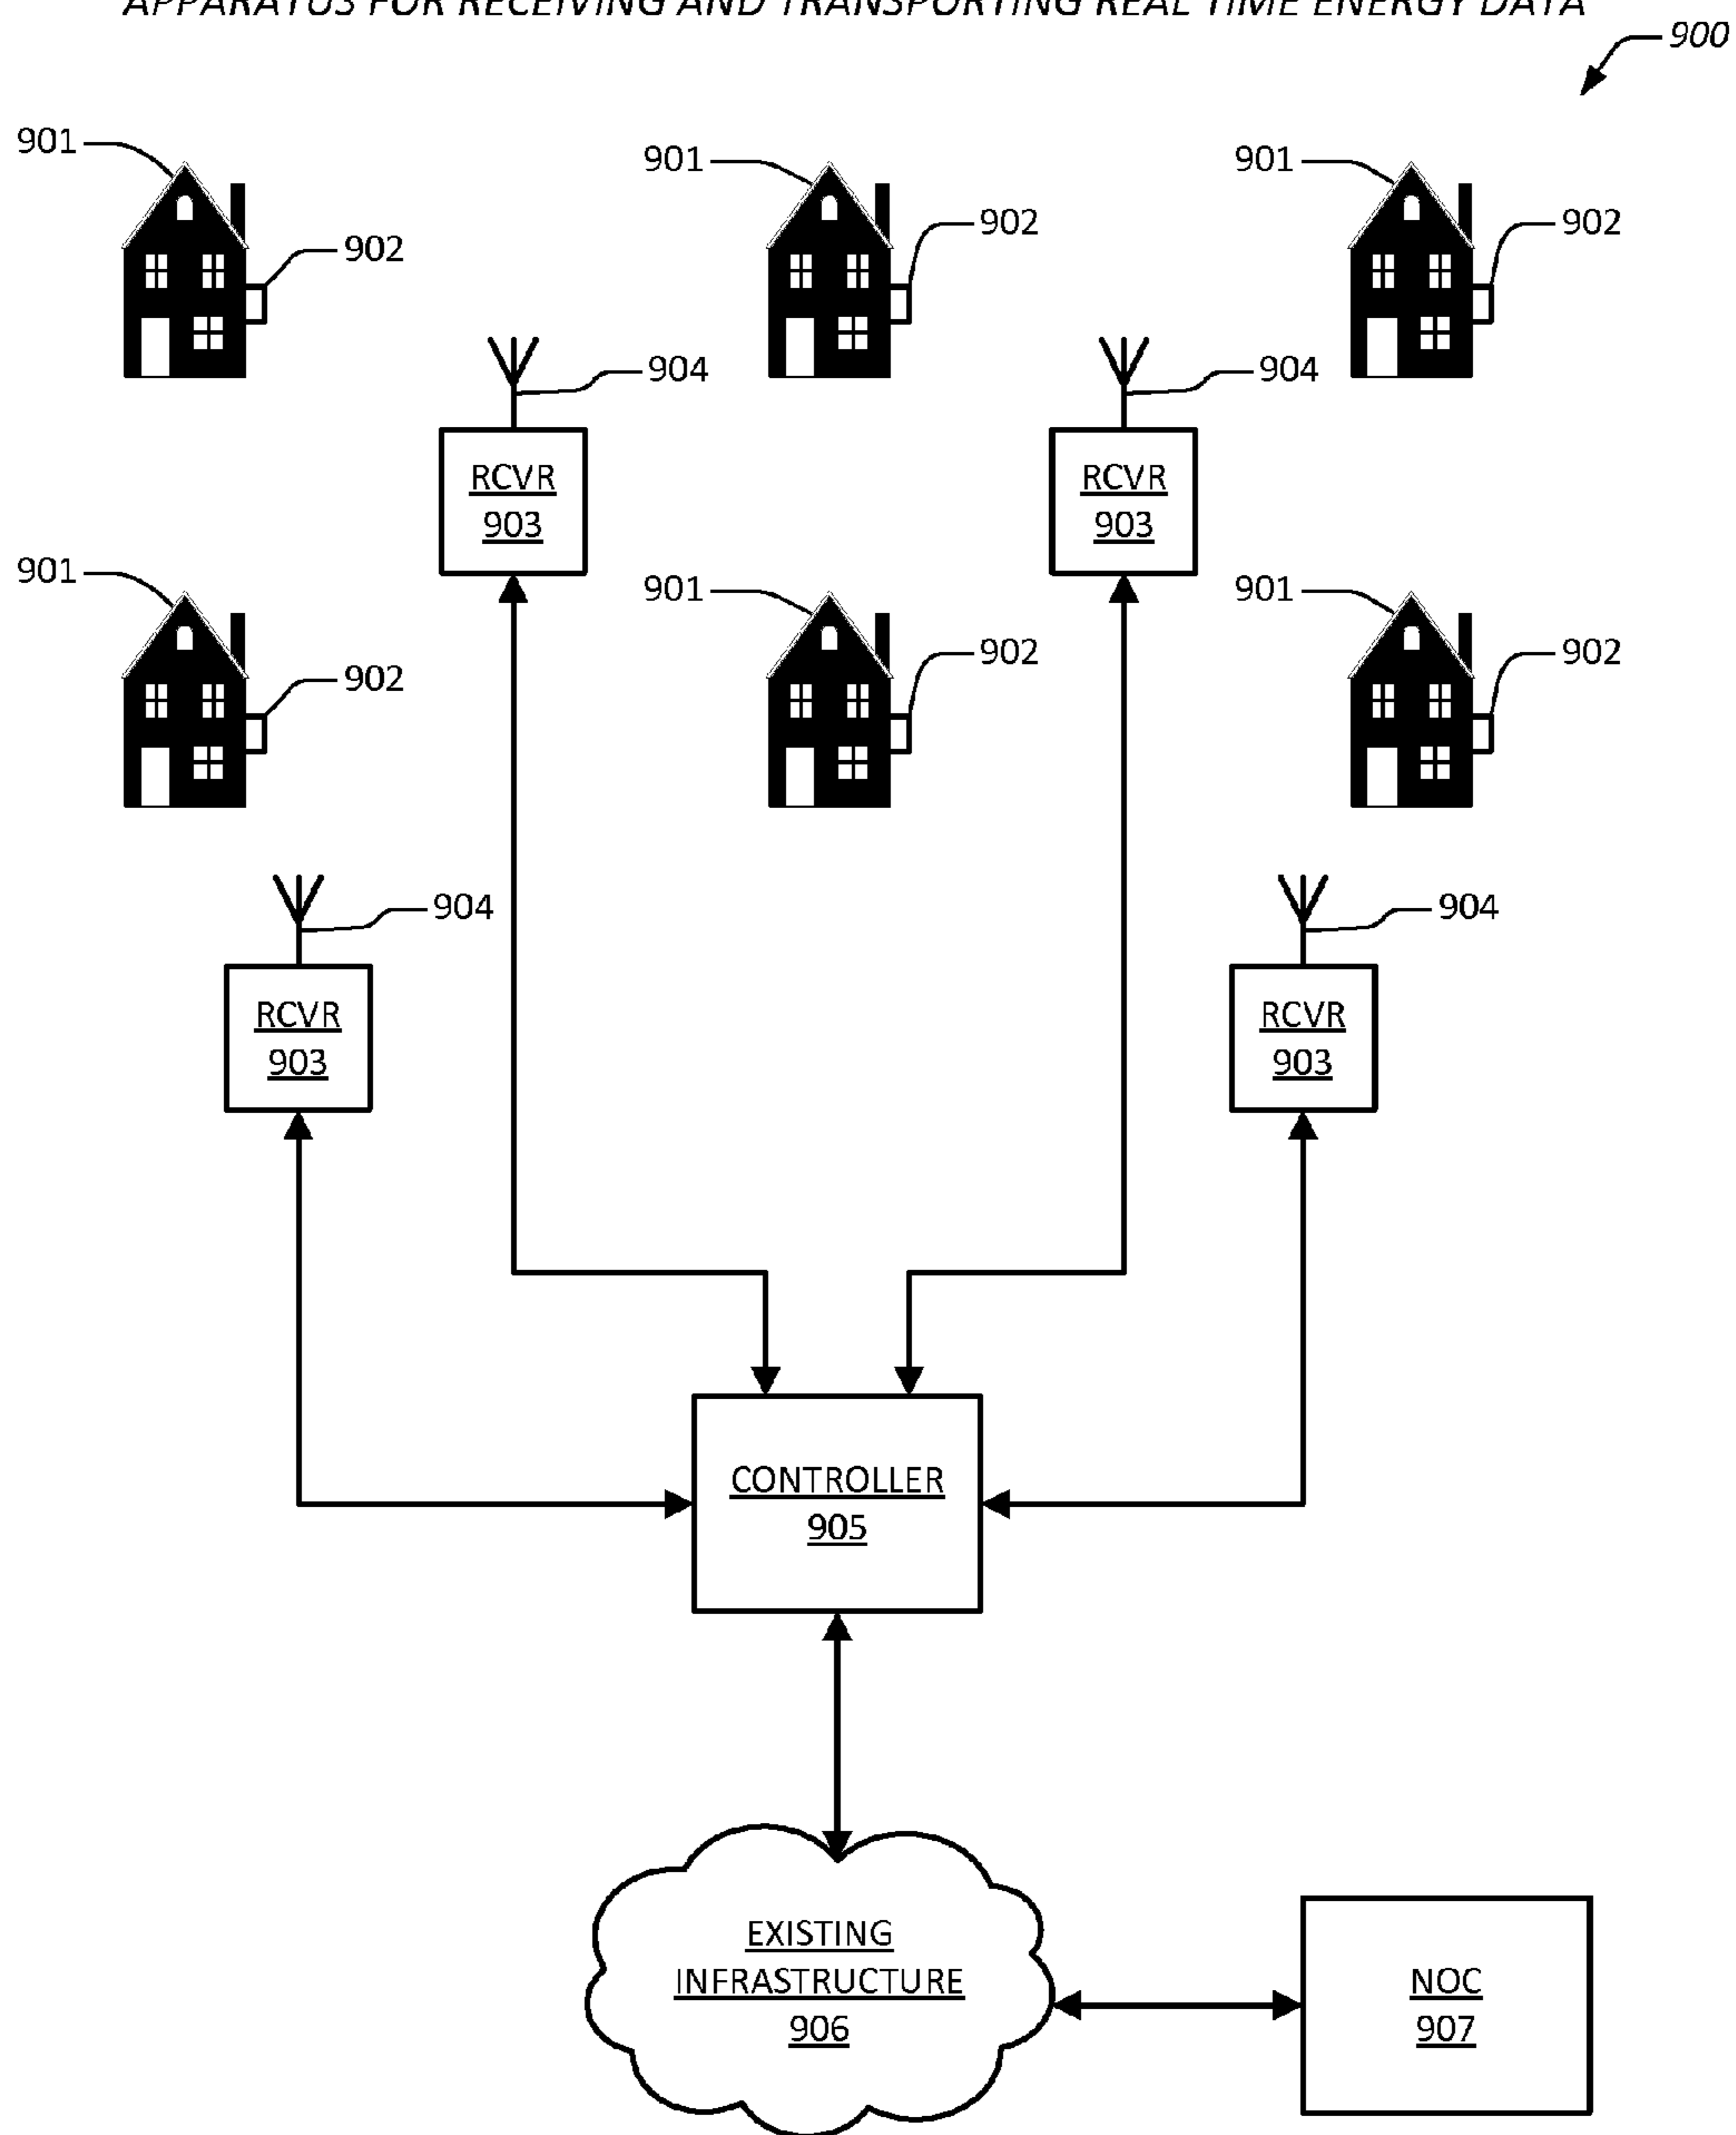 APPARATUS FOR RECEIVING AND TRANSPORTING REAL TIME ENERGY DATA
900
901
901
901
902
902
902
904
904
RCVR
903
RCVR
903
901
901
901
902
902
902
904
904
RCVR
903
RCVR
903
CONTROLLER
905
EXISTING
INFRASTRUCTURE
906
NOC
907